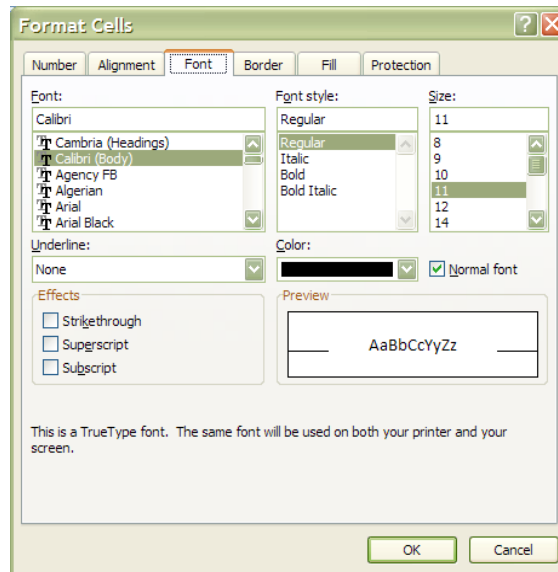 Format Cells
Number Alignment Font Border Fill Protection
Font: Font style: Size:
Calibri Regular 11
Cambria (Headings) Regular 8
Calibri (Body) Italic 9
Agency FB Bold 10
Algerian Bold Italic 11
Arial 12
Arial Black 14
Underline: Color:
None Normal font
Effects Preview
Strikethrough
Superscript AaBbCcYyZz
Subscript
This is a TrueType font. The same font will be used on both your printer and your
screen.
OK Cancel